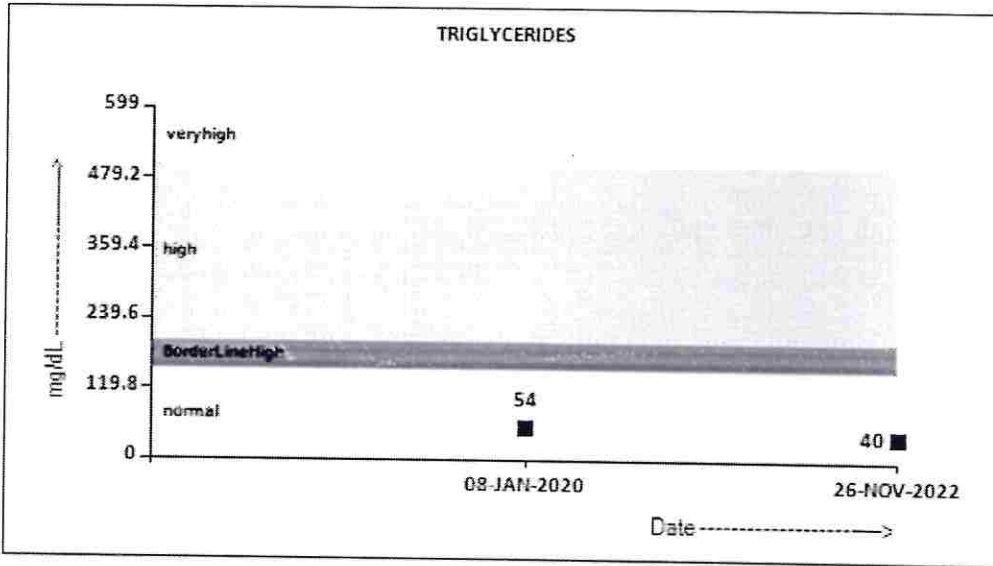 TRIGLYCERIDES
599
veryhigh
479.2
359.4
high
239.6
BorderLineHigh
mg/dL
119.8
54
normal
40
0
08-JAN-2020
26-NOV-2022
Date